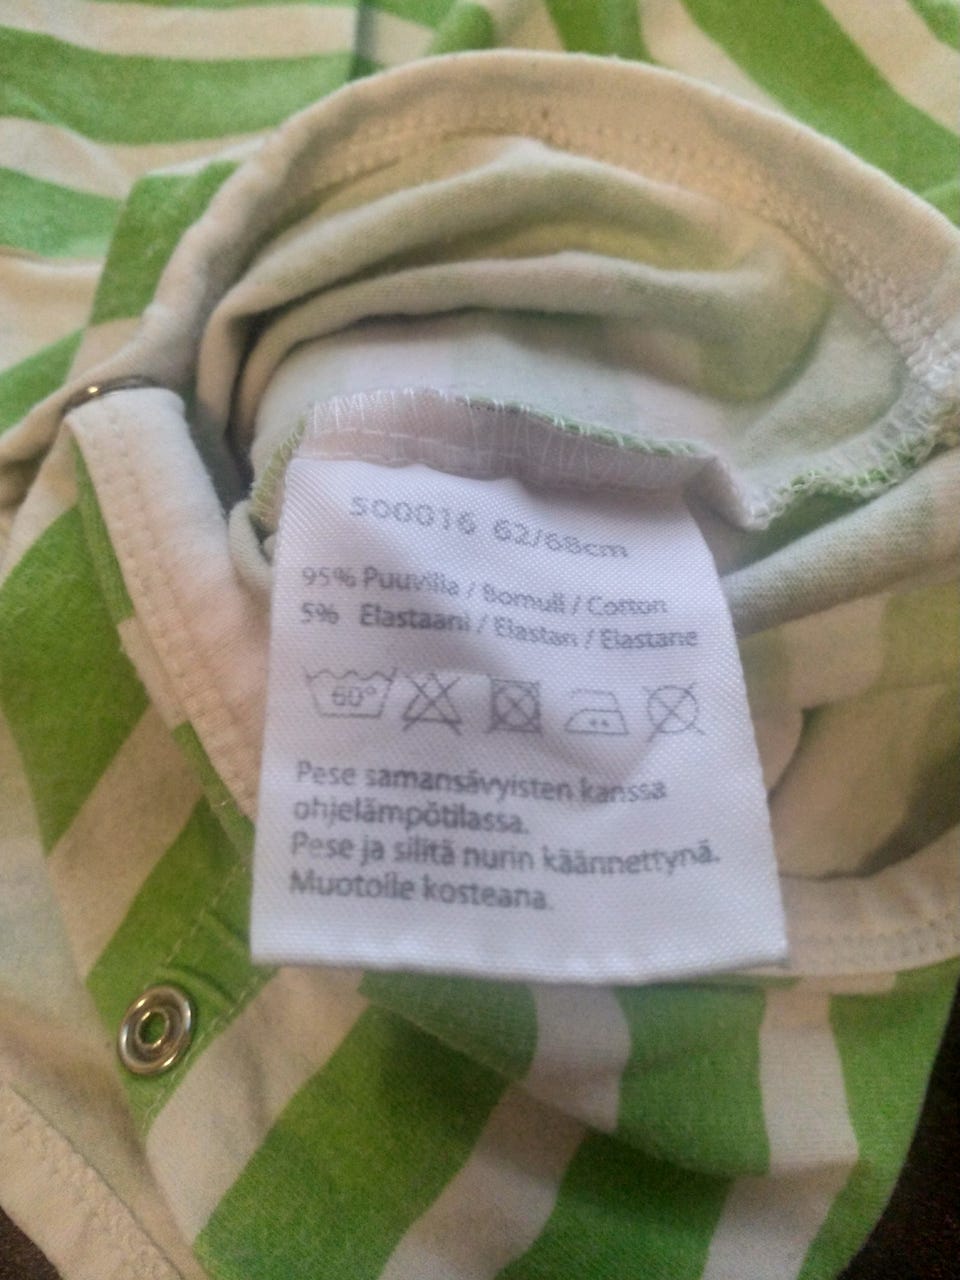 500016 62/68cm
95% Puuvilla / Bomull / Cotton
5% Elastaani / Elastan / Elastane
60°
Pese samansävyisten kanssa
ohjelämpötilassa.
Pese ja silitä nurin käännettynä.
Muotoile kosteana.